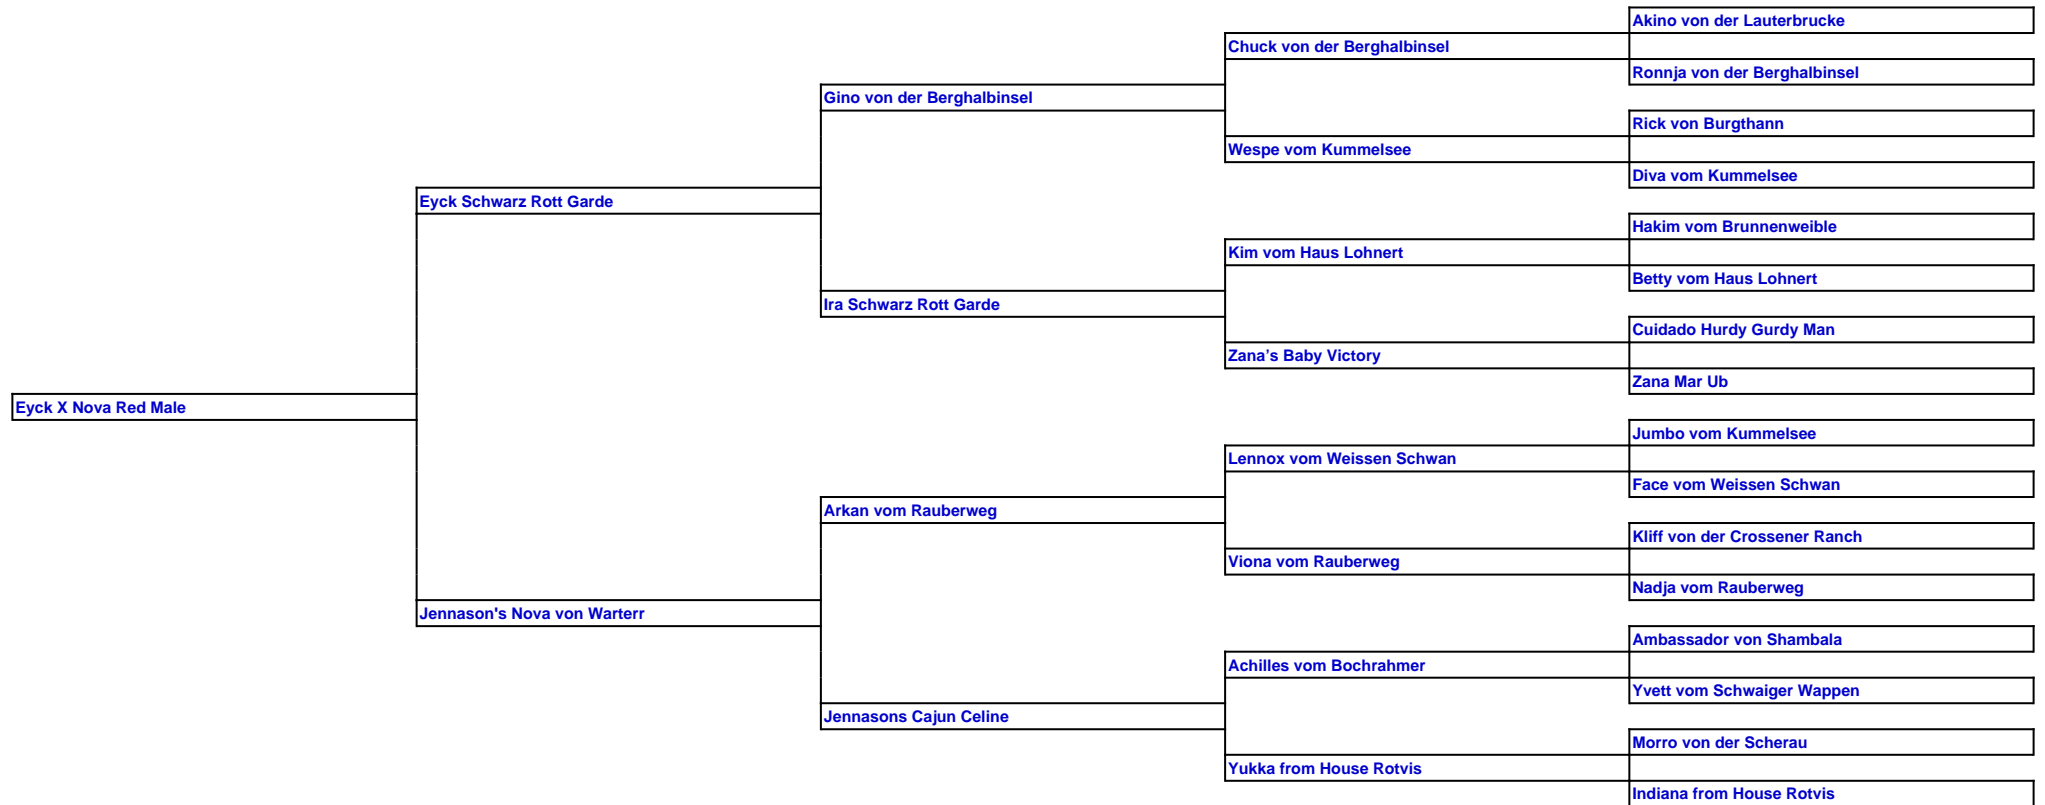 Akino von der Lauterbrucke
Chuck von der Berghalbinsel
Ronnja von der Berghalbinsel
Gino von der Berghalbinsel
Rick von Burgthann
Wespe vom Kummelsee
Diva vom Kummelsee
Eyck Schwarz Rott Garde
Hakim vom Brunnenweible
Kim vom Haus Lohnert
Betty vom Haus Lohnert
Ira Schwarz Rott Garde
Cuidado Hurdy Gurdy Man
Zana’s Baby Victory
Zana Mar Ub
Eyck X Nova Red Male
Jumbo vom Kummelsee
Lennox vom Weissen Schwan
Face vom Weissen Schwan
Arkan vom Rauberweg
Kliff von der Crossener Ranch
Viona vom Rauberweg
Nadja vom Rauberweg
Jennason's Nova von Warterr
Ambassador von Shambala
Achilles vom Bochrahmer
Yvett vom Schwaiger Wappen
Jennasons Cajun Celine
Morro von der Scherau
Yukka from House Rotvis
Indiana from House Rotvis